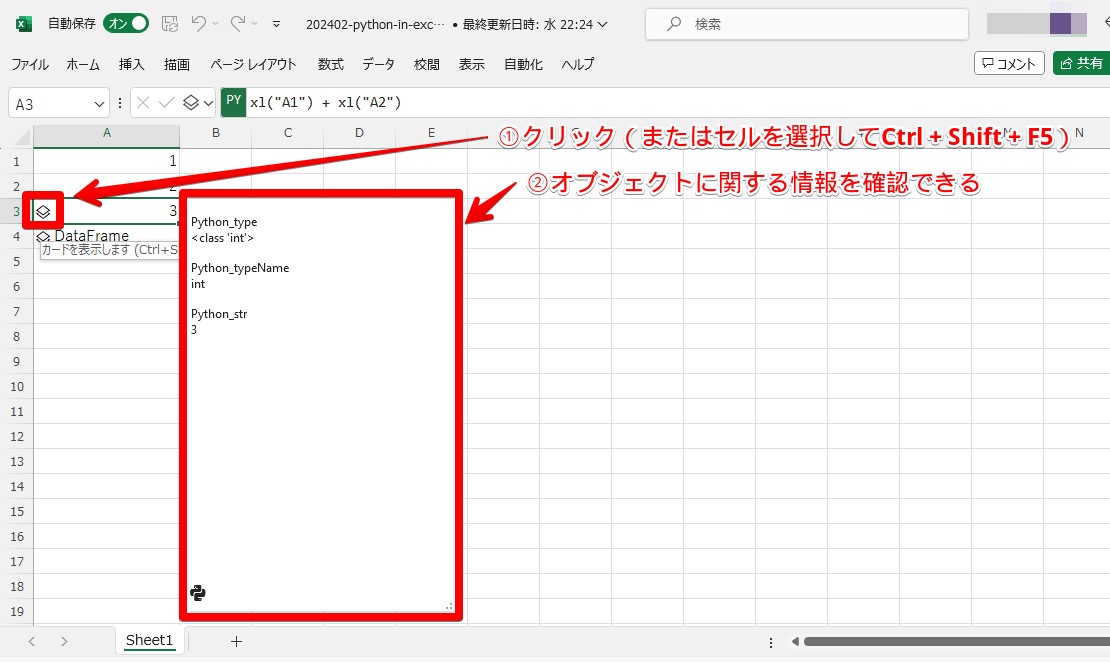 自動保存 オン 202402-python-in-exc… • 最終更新日時: 水 22:24 検索
ファイル ホーム 挿入 描画 ページ レイアウト 数式 データ 校閲 表示 自動化 ヘルプ コメント 共有
A3 PY xl("A1") + xl("A2")
A B C D E N
①クリック（またはセルを選択してCtrl + Shift + F5）
1 1
②オブジェクトに関する情報を確認できる
2 2
3 3
Python_type
4 DataFrame
<class 'int'>
カードを表示します (Ctrl+S
5
Python_typeName
6
int
7
Python_str
3
8
9
10
11
12
13
14
15
16
17
18
19
Sheet1